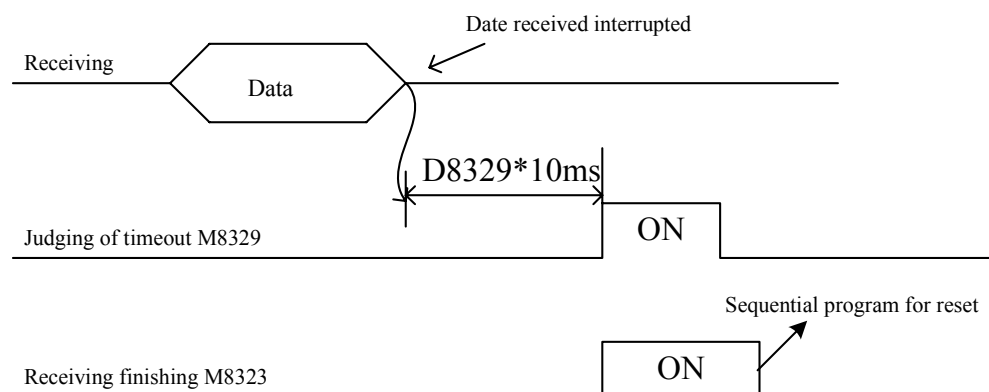 Date received interrupted
Receiving
Data
D8329*10ms
Judging of timeout M8329
ON
Sequential program for reset
Receiving finishing M8323
ON